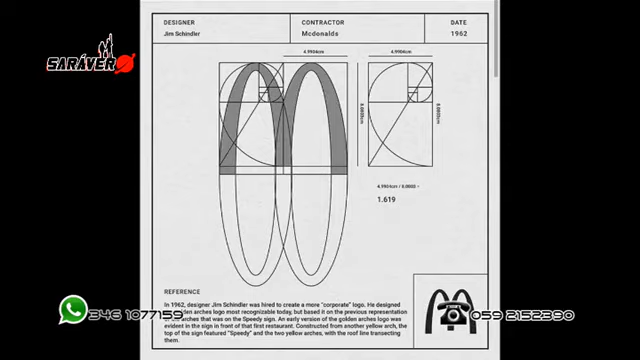 DESIGNER
Jim Schindler
CONTRACTOR
Mcdonalds
DATE
1962
SARÁVERO
4.9904cm
4.9904cm
8.0803cm
8.0803cm
4.9904cm / 8.0803 =
1.619
REFERENCE
In 1962, designer Jim Schindler was hired to create a more "corporate" logo. He designed
golden arches logo most recognizable today, but based it on the prominent restaurant
arches that was on the Speedy sign. An early version of the golden arches logo was
evident in the sign in front of that first restaurant. Constructed from another yellow arch, the
top of the sign featured "Speedy" and the two yellow arches, with the roof line transecting
them.
346 1077159
059 2152390